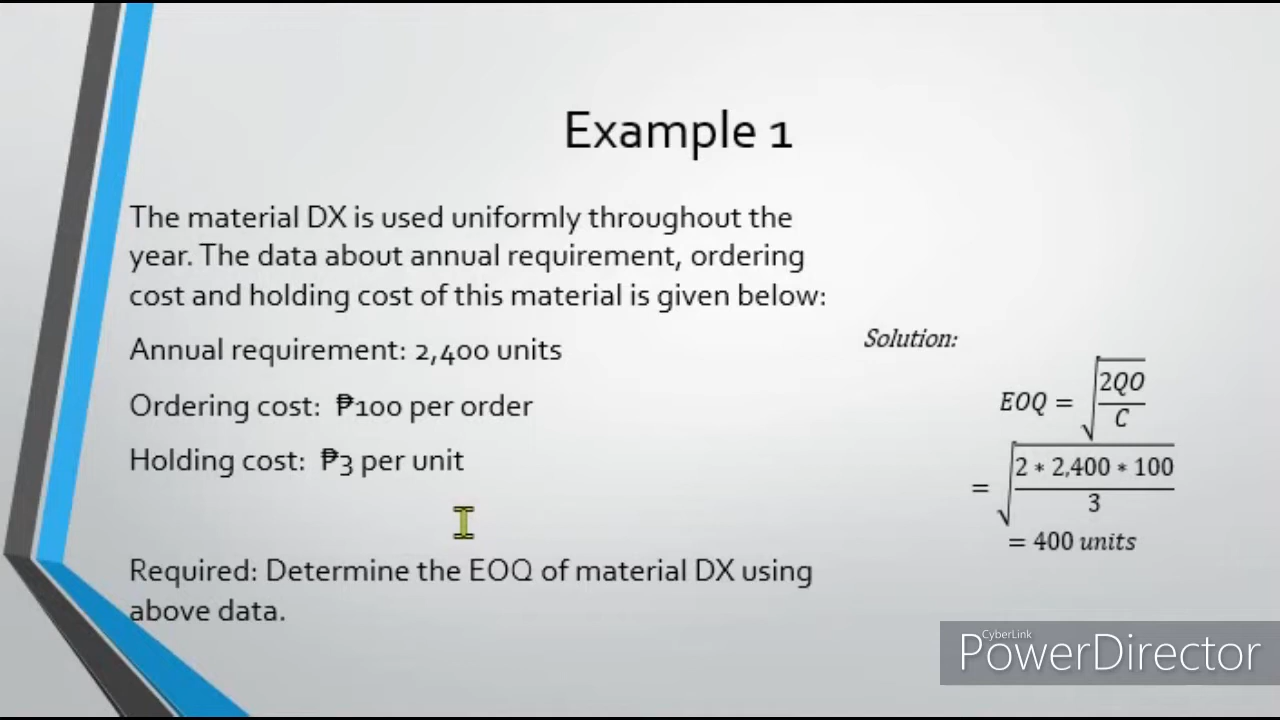 Example 1
The material DX is used uniformly throughout the
year. The data about annual requirement, ordering
cost and holding cost of this material is given below:
Annual requirement: 2,400 units
Ordering cost: ₱100 per order
Holding cost: ₱3 per unit
Required: Determine the EOQ of material DX using
above data.
Solution:
EOQ = √(2QO / C)
= √(2 * 2,400 * 100 / 3)
= 400 units
CyberLink
PowerDirector